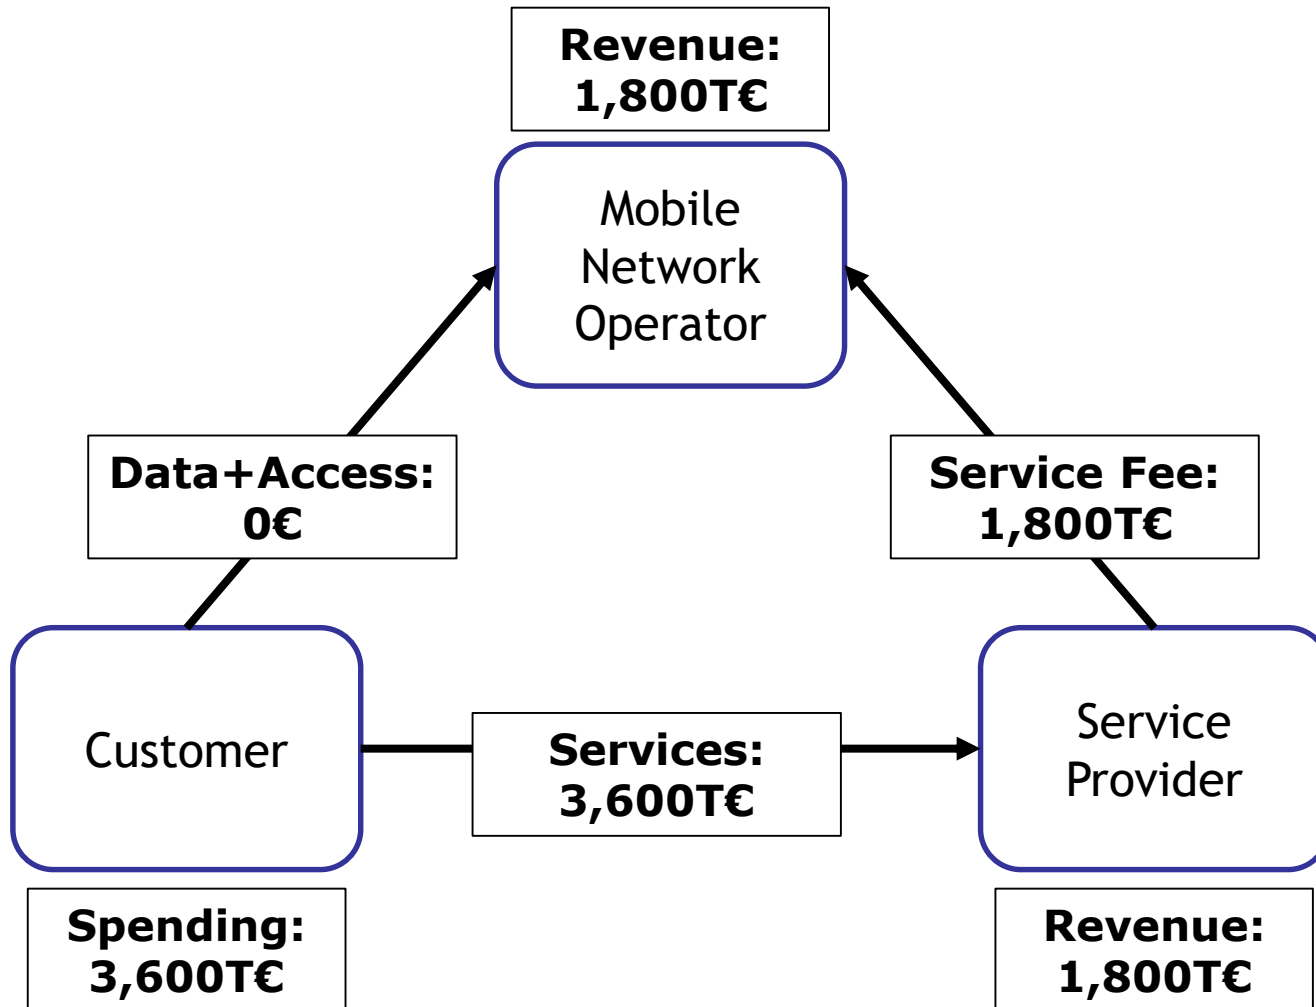 Revenue:
1,800T€
Mobile
Network
Operator
Data+Access:
0€
Service Fee:
1,800T€
Customer
Services:
3,600T€
Service
Provider
Spending:
3,600T€
Revenue:
1,800T€